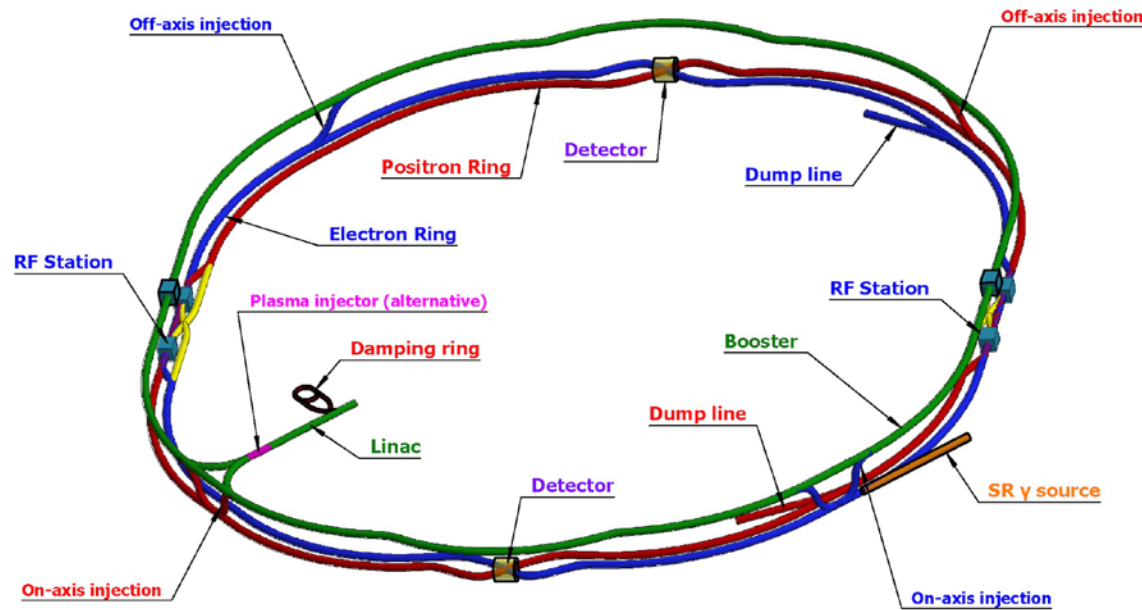 Off-axis injection
Off-axis injection
Detector
Positron Ring
Dump line
Electron Ring
RF Station
RF Station
Plasma injector (alternative)
Booster
Damping ring
Dump line
Linac
Detector
SR γ source
On-axis injection
On-axis injection